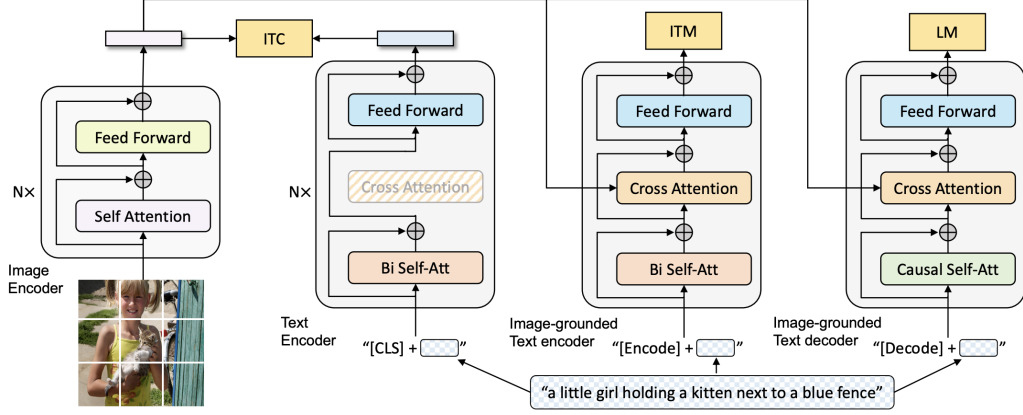 ITC
ITM
LM
Feed Forward
Self Attention
N×
Image
Encoder
Feed Forward
Cross Attention
Bi Self-Att
N×
Text
Encoder
“[CLS] + ”
Feed Forward
Cross Attention
Bi Self-Att
Image-grounded
Text encoder
“[Encode] + ”
Feed Forward
Cross Attention
Causal Self-Att
Image-grounded
Text decoder
“[Decode] + ”
“a little girl holding a kitten next to a blue fence”